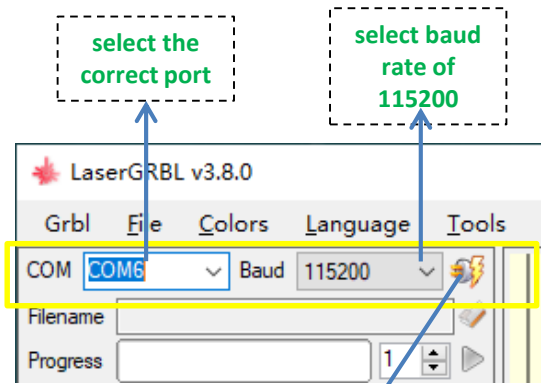 select the
correct port
select baud
rate of
115200
LaserGRBL v3.8.0
Grbl File Colors Language Tools
COM COM6 Baud 115200
Filename
Progress 1